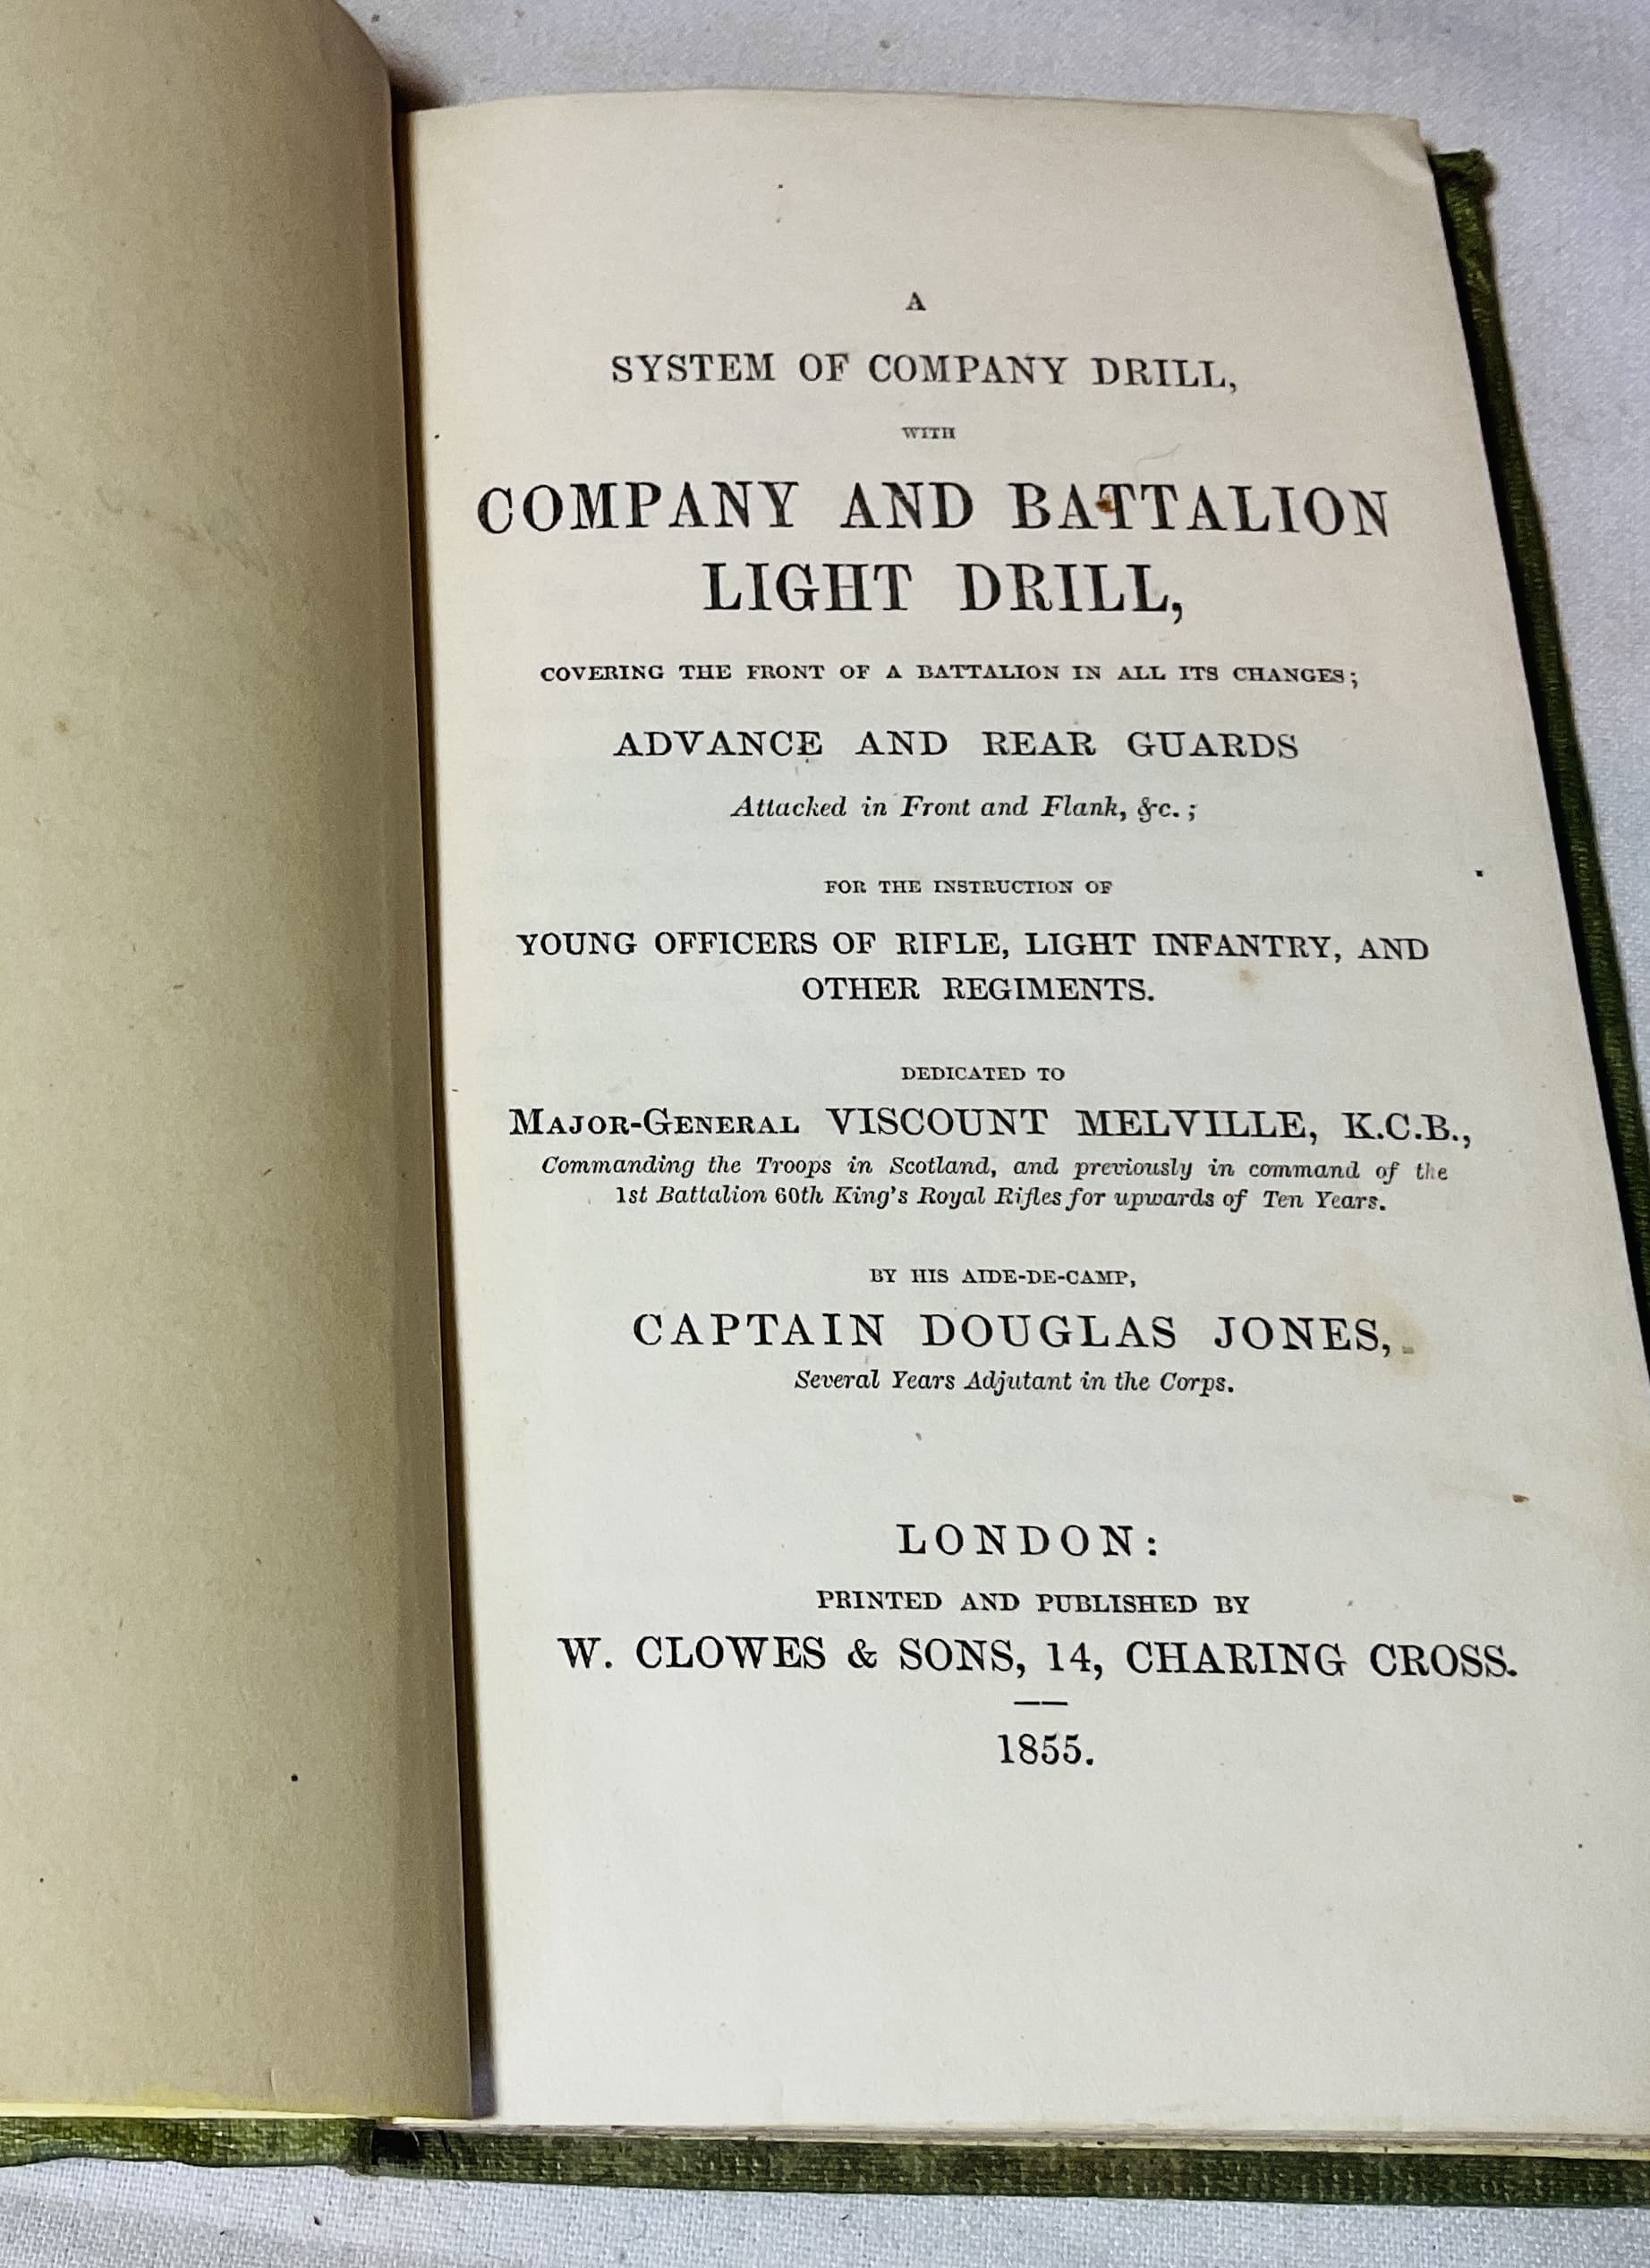 A
SYSTEM OF COMPANY DRILL,
WITH
COMPANY AND BATTALION
LIGHT DRILL,
COVERING THE FRONT OF A BATTALION IN ALL ITS CHANGES;
ADVANCE AND REAR GUARDS
Attacked in Front and Flank, &c.;
FOR THE INSTRUCTION OF
YOUNG OFFICERS OF RIFLE, LIGHT INFANTRY, AND
OTHER REGIMENTS.
DEDICATED TO
MAJOR-GENERAL VISCOUNT MELVILLE, K.C.B.,
Commanding the Troops in Scotland, and previously in command of the
1st Battalion 60th King's Royal Rifles for upwards of Ten Years.
BY HIS AIDE-DE-CAMP,
CAPTAIN DOUGLAS JONES,
Several Years Adjutant in the Corps.
LONDON:
PRINTED AND PUBLISHED BY
W. CLOWES & SONS, 14, CHARING CROSS.
1855.